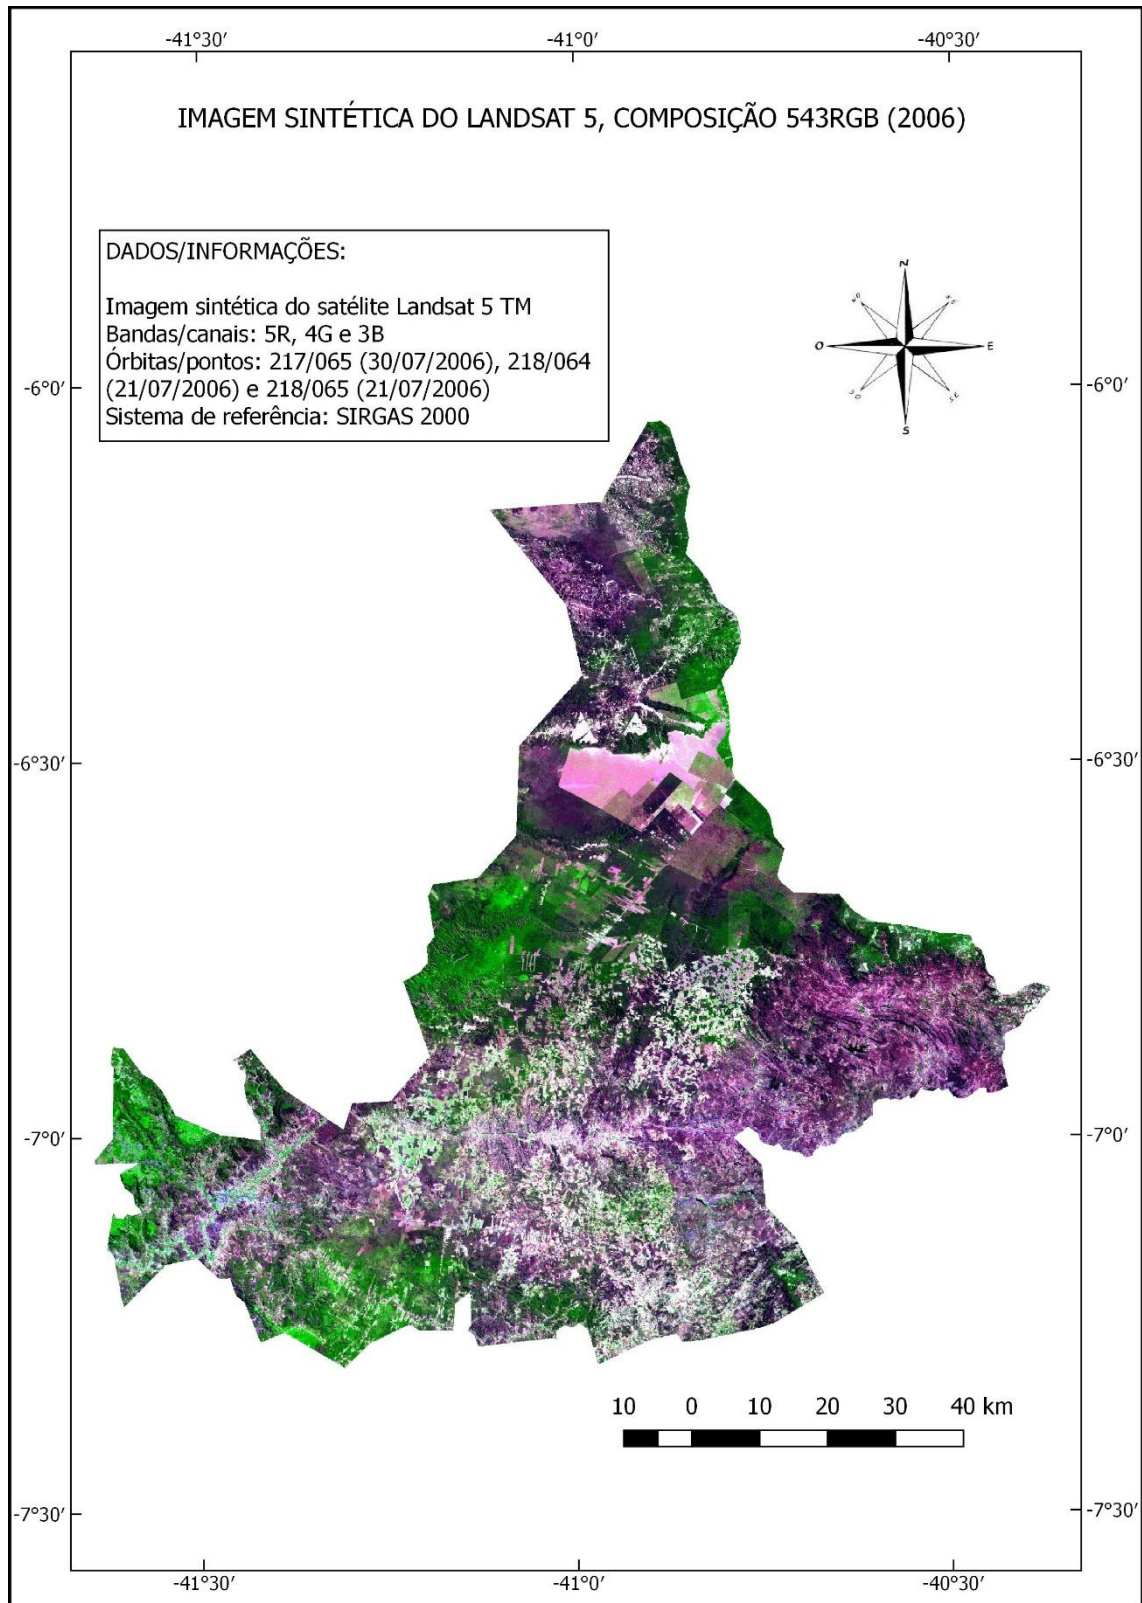 -41°30′ -41°0′ -40°30′
IMAGEM SINTÉTICA DO LANDSAT 5, COMPOSIÇÃO 543RGB (2006)
DADOS/INFORMAÇÕES:
Imagem sintética do satélite Landsat 5 TM
Bandas/canais: 5R, 4G e 3B
Órbitas/pontos: 217/065 (30/07/2006), 218/064
(21/07/2006) e 218/065 (21/07/2006)
Sistema de referência: SIRGAS 2000
N
O E
SO SE
S
-6°0′ -6°0′
-6°30′ -6°30′
-7°0′ -7°0′
10 0 10 20 30 40 km
-7°30′ -7°30′
-41°30′ -41°0′ -40°30′